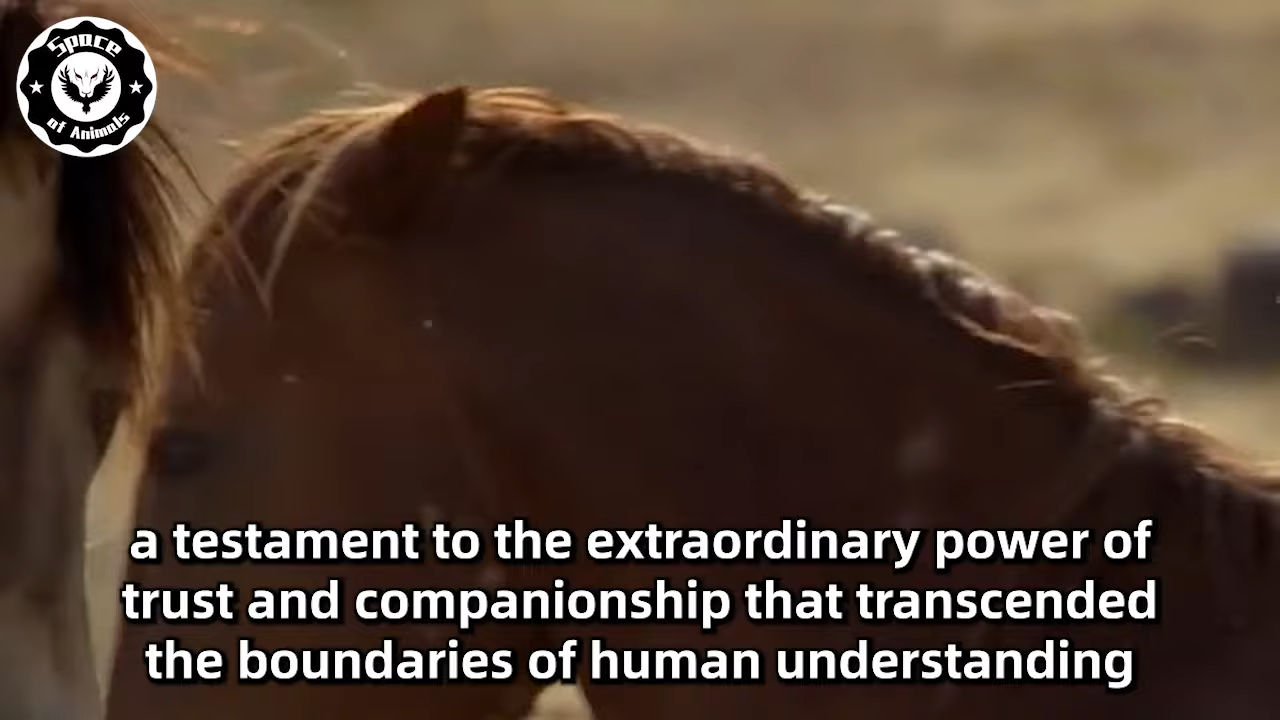 Space
of Animals
a testament to the extraordinary power of
trust and companionship that transcended
the boundaries of human understanding